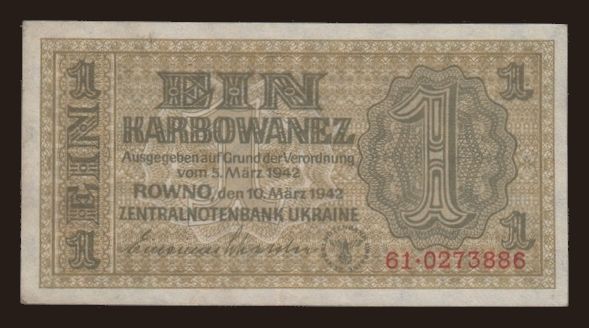 1 EIN 1
EIN
KARBOWANEZ
Ausgegeben auf Grund der Verordnung
vom 5. März 1942
ROWNO, den 10. März 1942
ZENTRALNOTENBANK UKRAINE
1
1
1
61·0273886